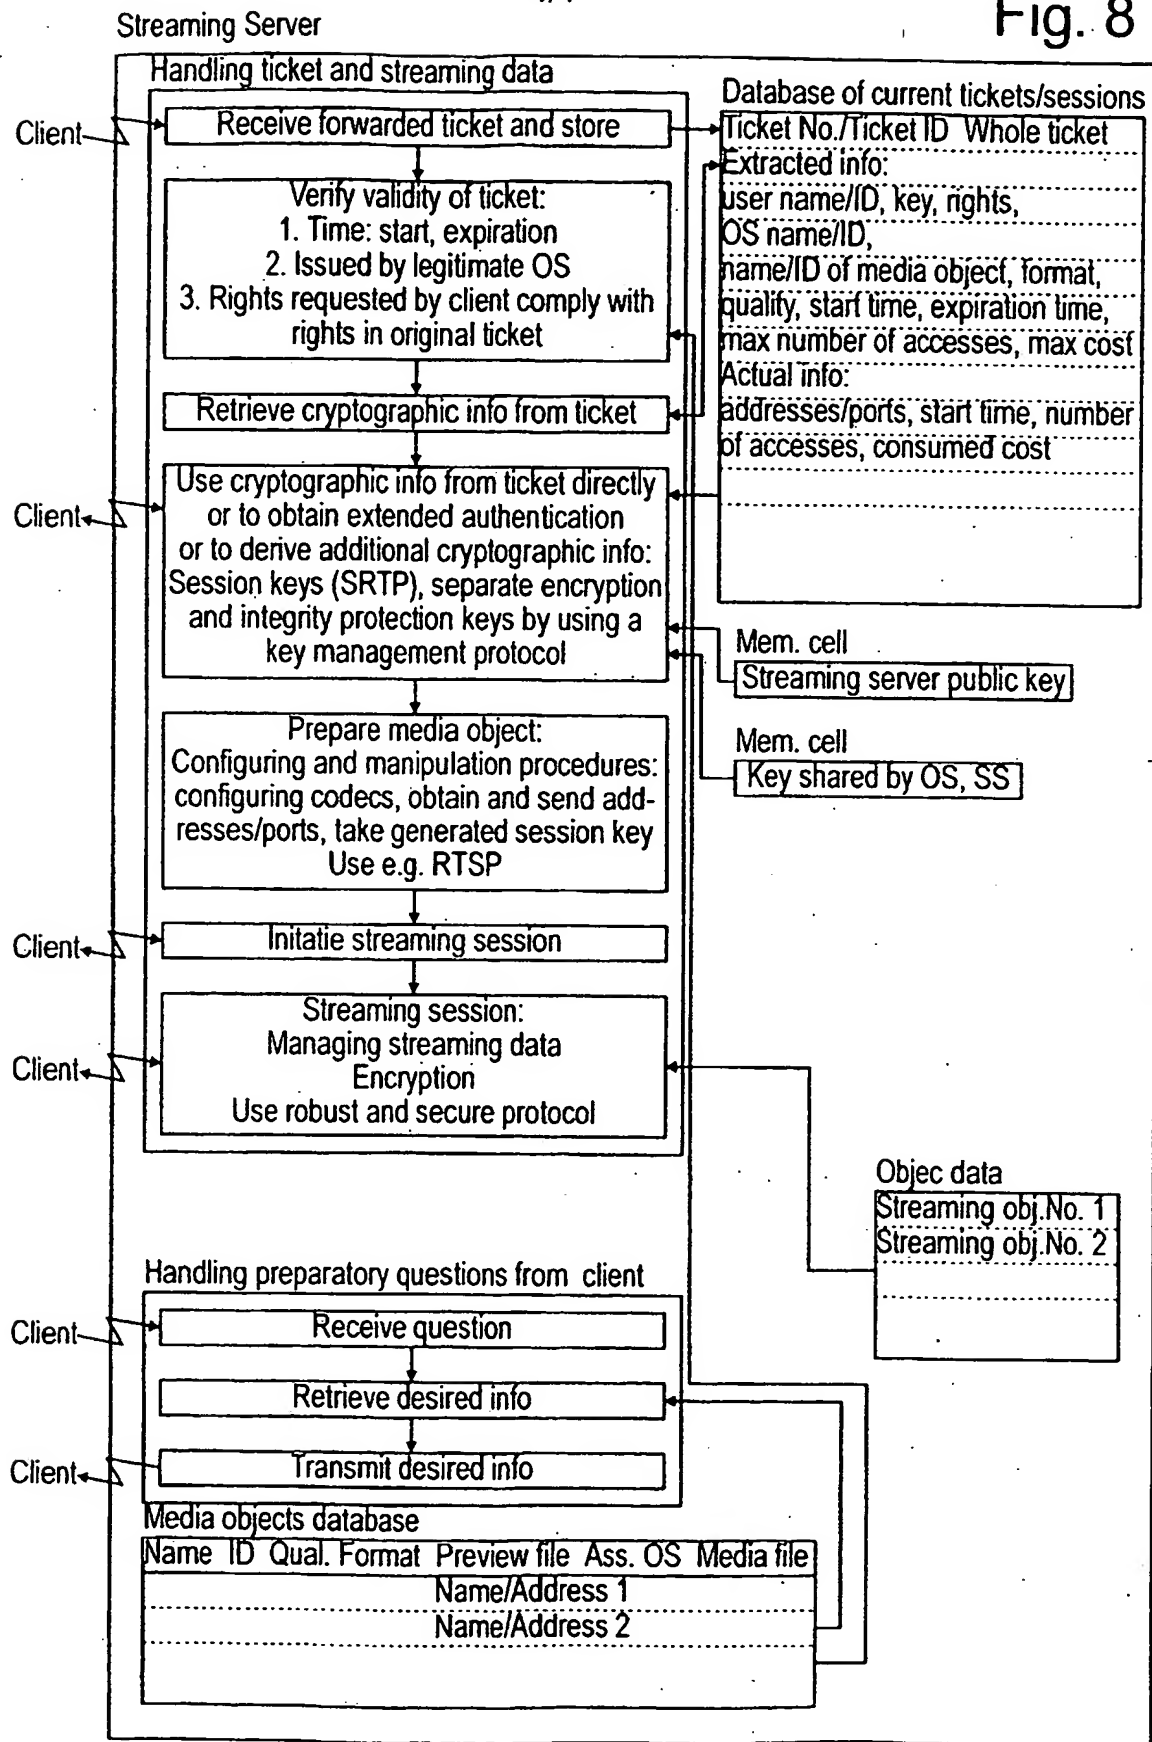 Fig. 8
Streaming Server
Handling ticket and streaming data
Client
Receive forwarded ticket and store
Verify validity of ticket:
1. Time: start, expiration
2. Issued by legitimate OS
3. Rights requested by client comply with
rights in original ticket
Retrieve cryptographic info from ticket
Client
Use cryptographic info from ticket directly
or to obtain extended authentication
or to derive additional cryptographic info:
Session keys (SRTP), separate encryption
and integrity protection keys by using a
key management protocol
Prepare media object:
Configuring and manipulation procedures:
configuring codecs, obtain and send add-
resses/ports, take generated session key
Use e.g. RTSP
Client
Initatie streaming session
Client
Streaming session:
Managing streaming data
Encryption
Use robust and secure protocol
Database of current tickets/sessions
Ticket No./Ticket ID Whole ticket
Extracted info:
user name/ID, key, rights,
OS name/ID,
name/ID of media object, format,
qualify, start time, expiration time,
max number of accesses, max cost
Actual info:
addresses/ports, start time, number
of accesses, consumed cost
Mem. cell
Streaming server public key
Mem. cell
Key shared by OS, SS
Objec data
Streaming obj.No. 1
Streaming obj.No. 2
Handling preparatory questions from client
Client
Receive question
Retrieve desired info
Client
Transmit desired info
Media objects database
Name ID Qual. Format Preview file Ass. OS Media file
Name/Address 1
Name/Address 2